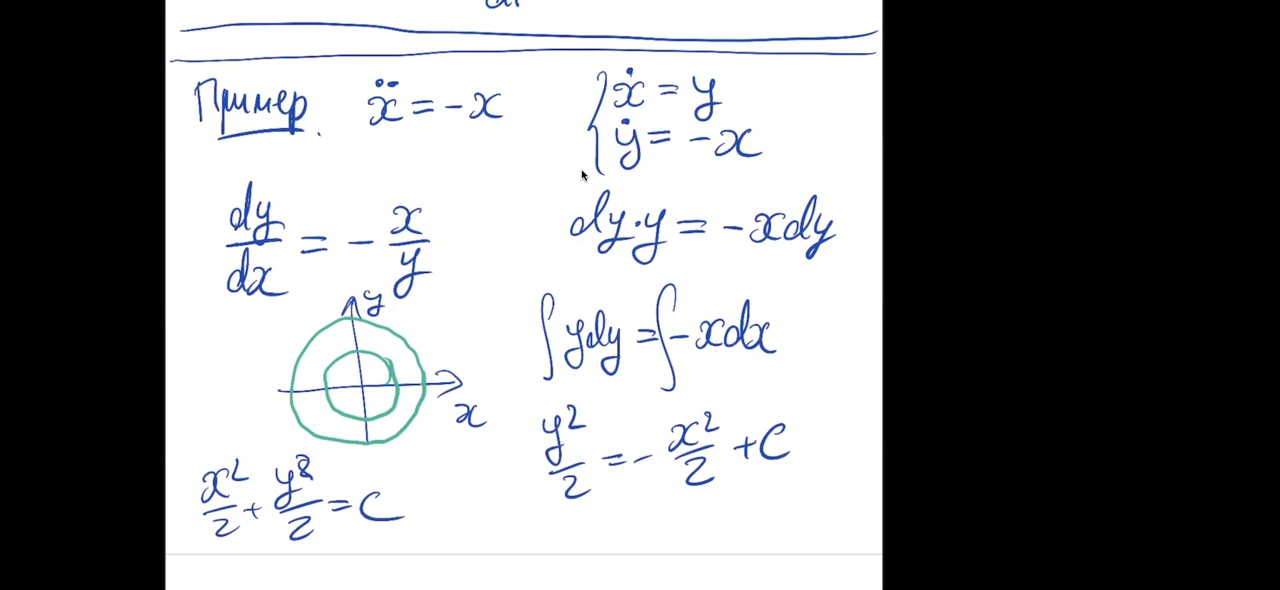 Пример. ẍ = -x { ẋ = y
ẏ = -x
dy/dx = - x/y dy·y = -xdy
y
∫ydy = ∫-xdx
x
y²/2 = - x²/2 + C
x²/2 + y²/2 = C